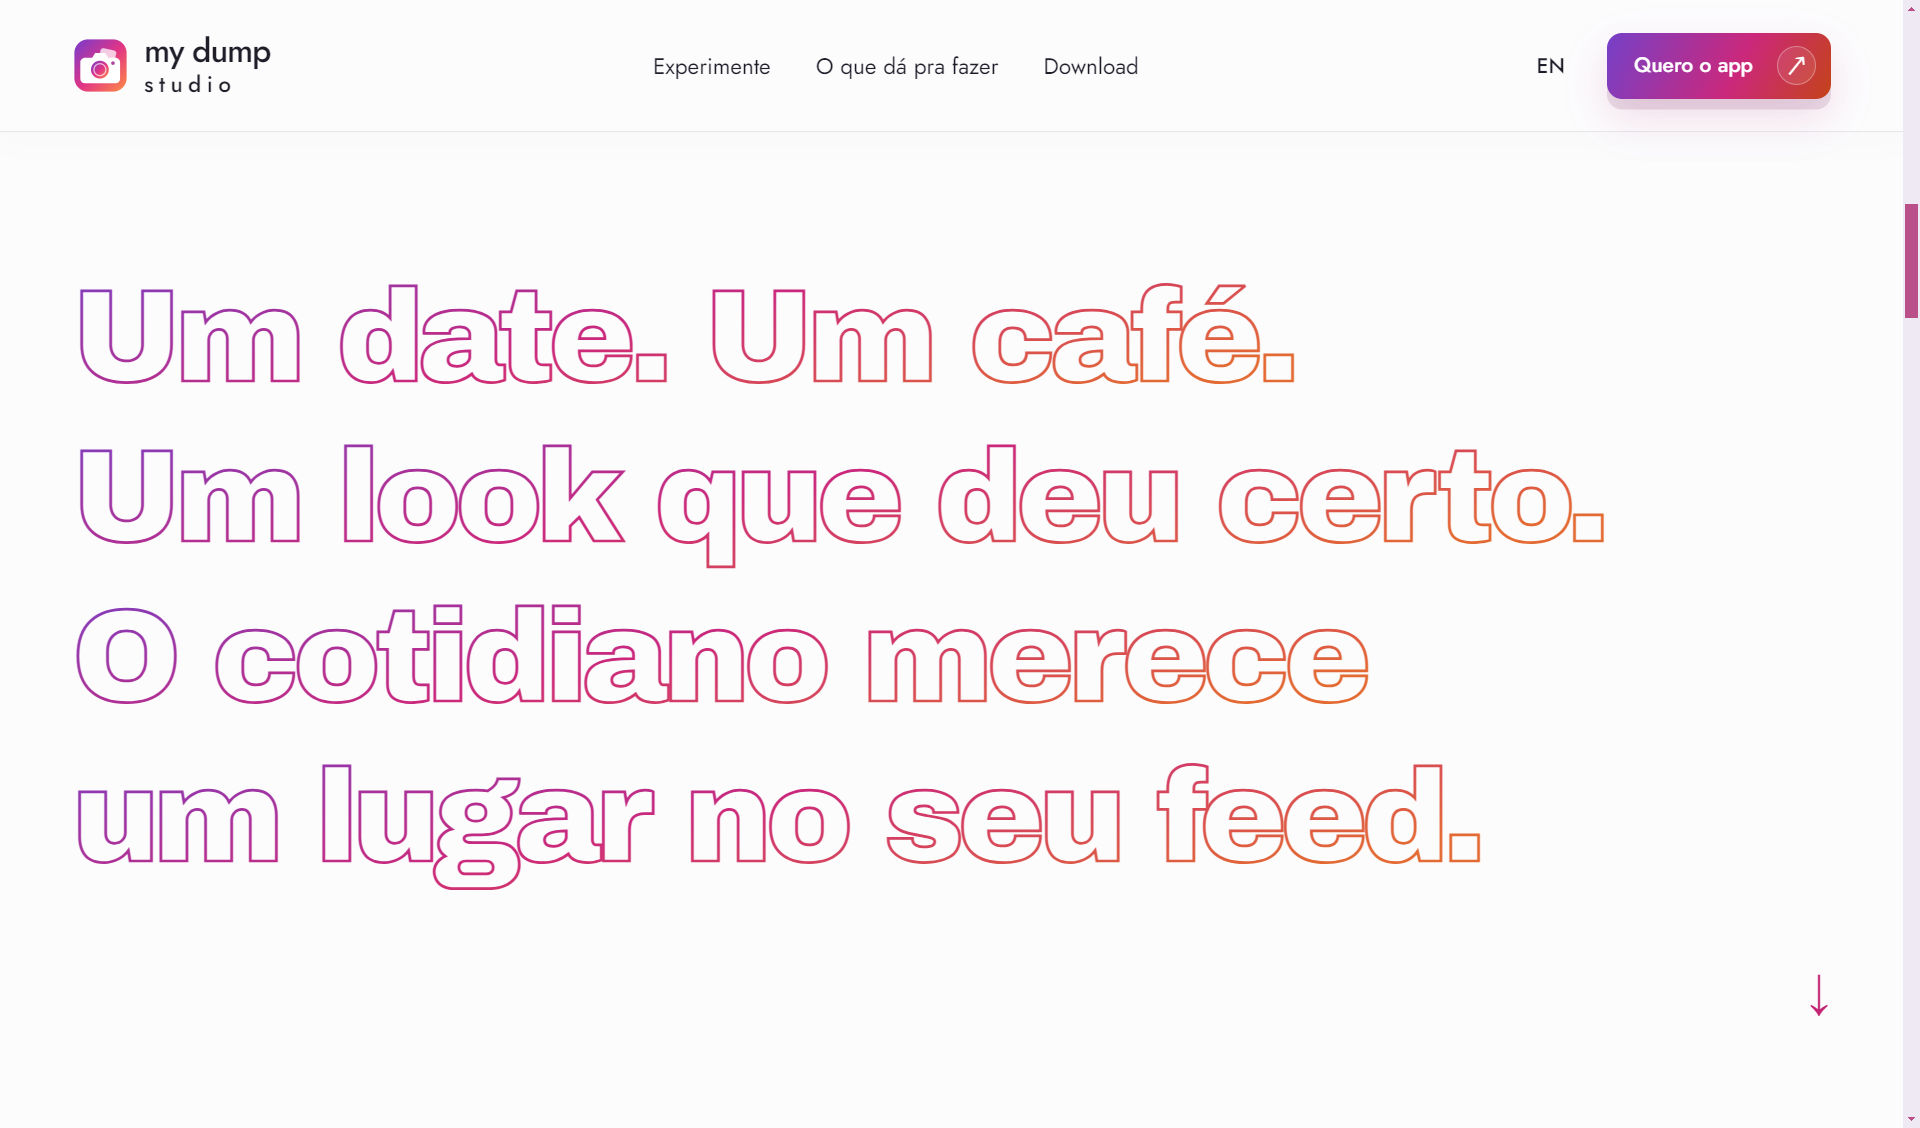 my dump
studio
Experimente
O que dá pra fazer
Download
EN
Quero o app
Um date. Um café.
Um look que deu certo.
O cotidiano merece
um lugar no seu feed.